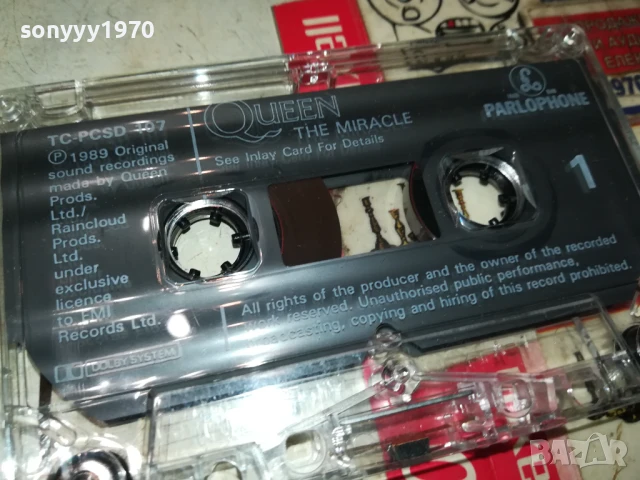 sonyyy1970
QUEEN
THE MIRACLE
See Inlay Card For Details
PARLOPHONE
1
TC-PCSD 107
Ⓟ 1989 Original
sound recordings
made by Queen
Prods.
Ltd./
Raincloud
Prods.
Ltd.
under
exclusive
licence
to EMI
Records Ltd.
DOLBY SYSTEM
All rights of the producer and the owner of the recorded
work reserved. Unauthorised public performance,
broadcasting, copying and hiring of this record prohibited.
BAZAR